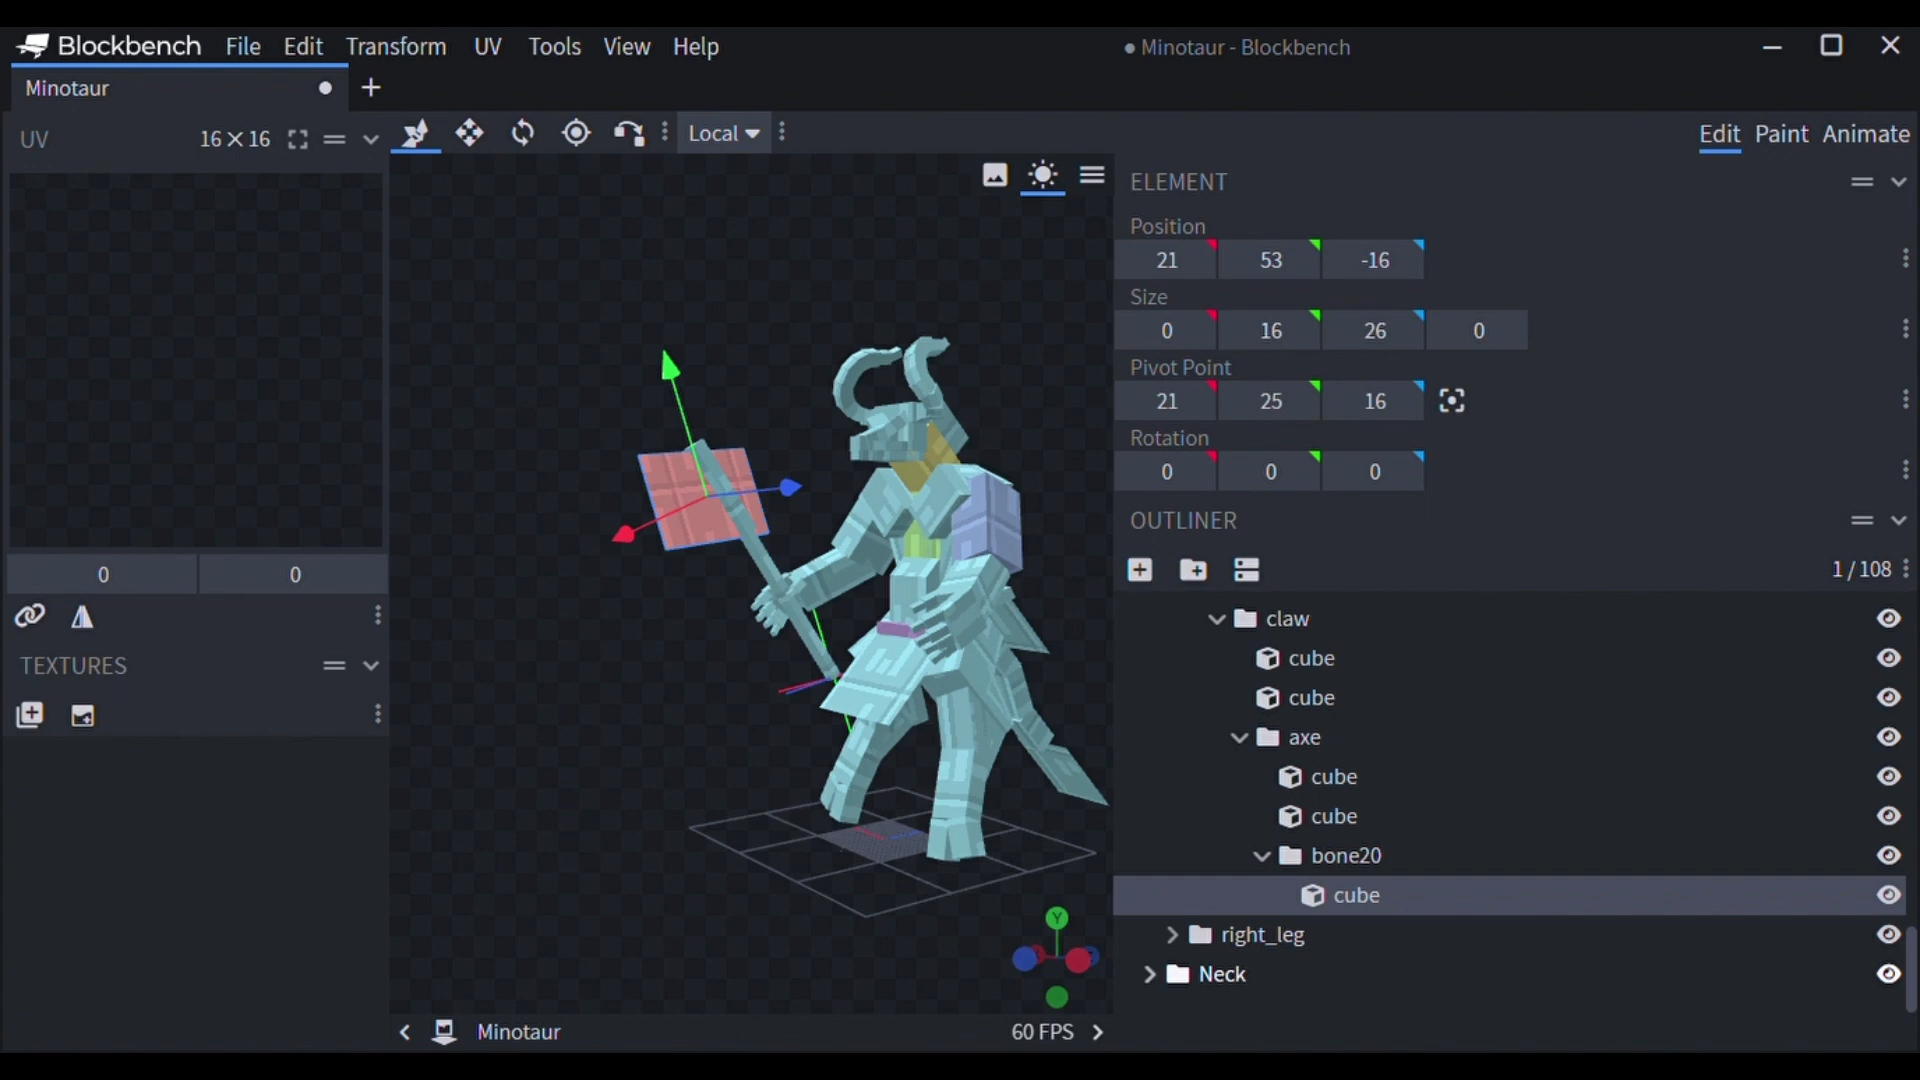 Blockbench File Edit Transform UV Tools View Help
● Minotaur - Blockbench
Minotaur
UV 16×16
Local
Edit Paint Animate
ELEMENT
Position
21 53 -16
Size
0 16 26 0
Pivot Point
21 25 16
Rotation
0 0 0
OUTLINER
1 / 108
claw
cube
cube
axe
cube
cube
bone20
cube
right_leg
Neck
0 0
TEXTURES
Y
Minotaur
60 FPS